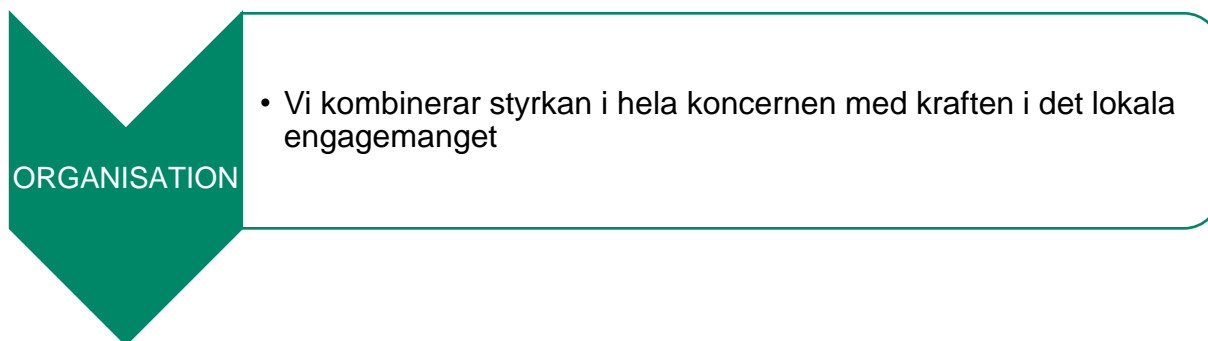 ORGANISATION
• Vi kombinerar styrkan i hela koncernen med kraften i det lokala
engagemanget